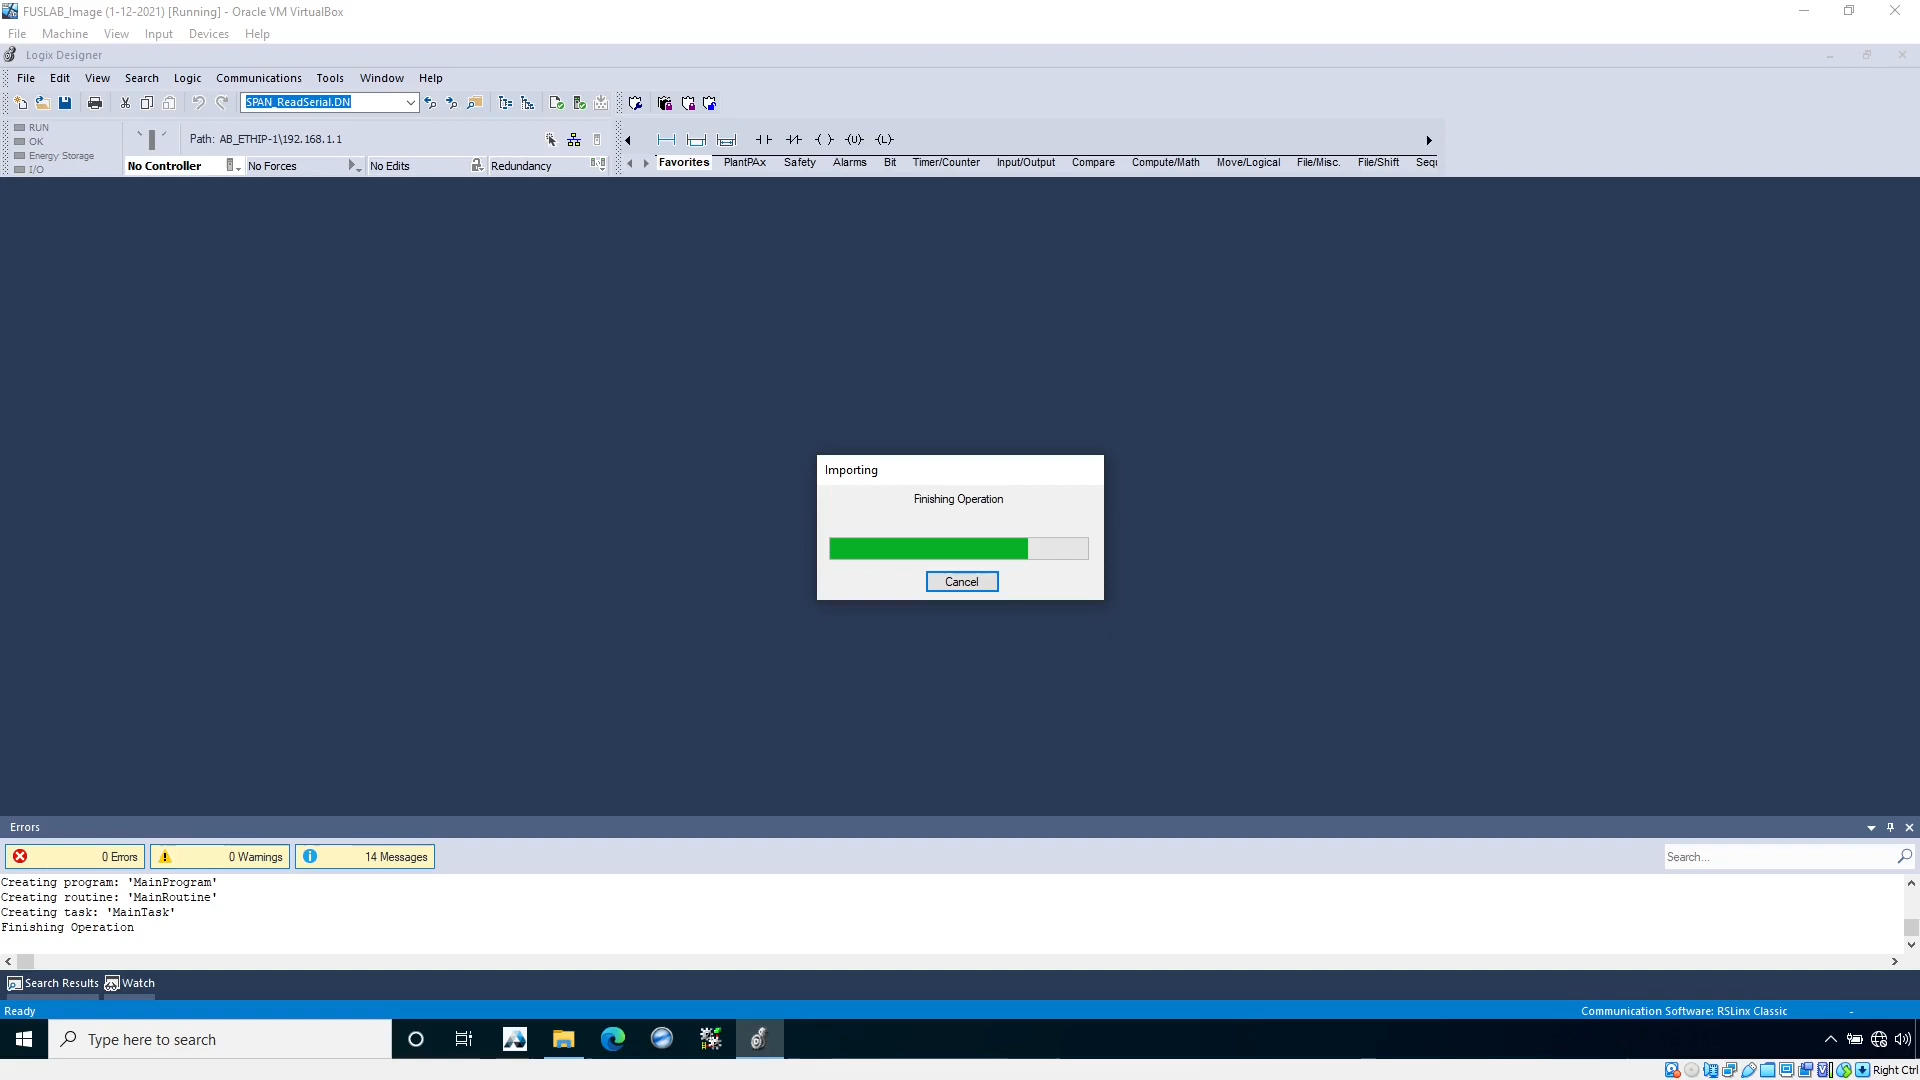 FUSLAB_Image (1-12-2021) [Running] - Oracle VM VirtualBox
File Machine View Input Devices Help
Logix Designer
File Edit View Search Logic Communications Tools Window Help
SPAN_ReadSerial.DN
RUN
OK
Energy Storage
I/O
Path: AB_ETHIP-1\192.168.1.1
No Controller No Forces No Edits Redundancy
Favorites PlantPAx Safety Alarms Bit Timer/Counter Input/Output Compare Compute/Math Move/Logical File/Misc. File/Shift Sequ
Importing
Finishing Operation
Cancel
Errors
0 Errors 0 Warnings 14 Messages
Search...
Creating program: 'MainProgram'
Creating routine: 'MainRoutine'
Creating task: 'MainTask'
Finishing Operation
Search Results Watch
Ready
Communication Software: RSLinx Classic -
Type here to search
Right Ctrl